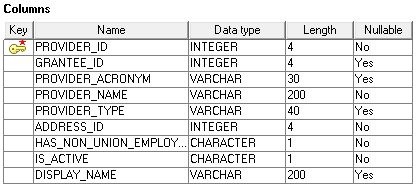 Columns
Key Name Data type Length Nullable
PROVIDER_ID INTEGER 4 No
GRANTEE_ID INTEGER 4 Yes
PROVIDER_ACRONYM VARCHAR 30 Yes
PROVIDER_NAME VARCHAR 200 No
PROVIDER_TYPE VARCHAR 40 Yes
ADDRESS_ID INTEGER 4 No
HAS_NON_UNION_EMPLOY... CHARACTER 1 No
IS_ACTIVE CHARACTER 1 No
DISPLAY_NAME VARCHAR 200 Yes